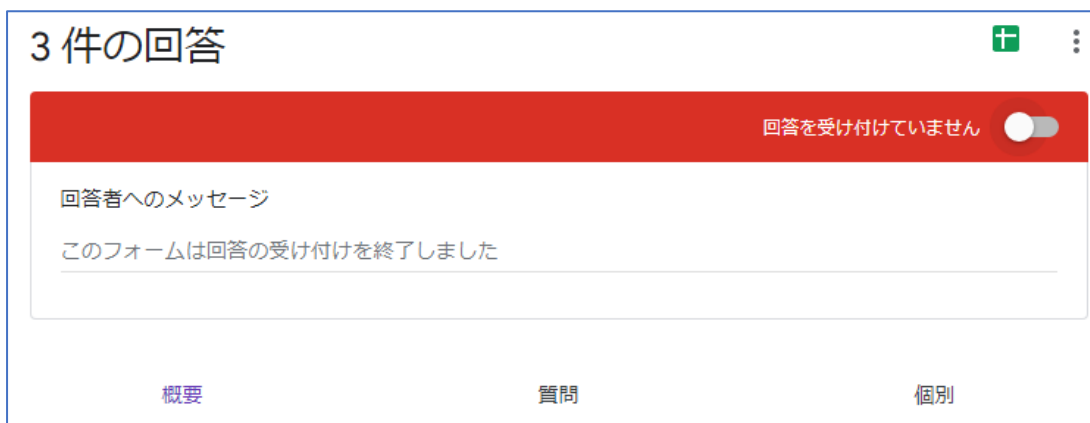 3 件の回答
回答を受け付けていません
回答者へのメッセージ
このフォームは回答の受け付けを終了しました
概要 質問 個別